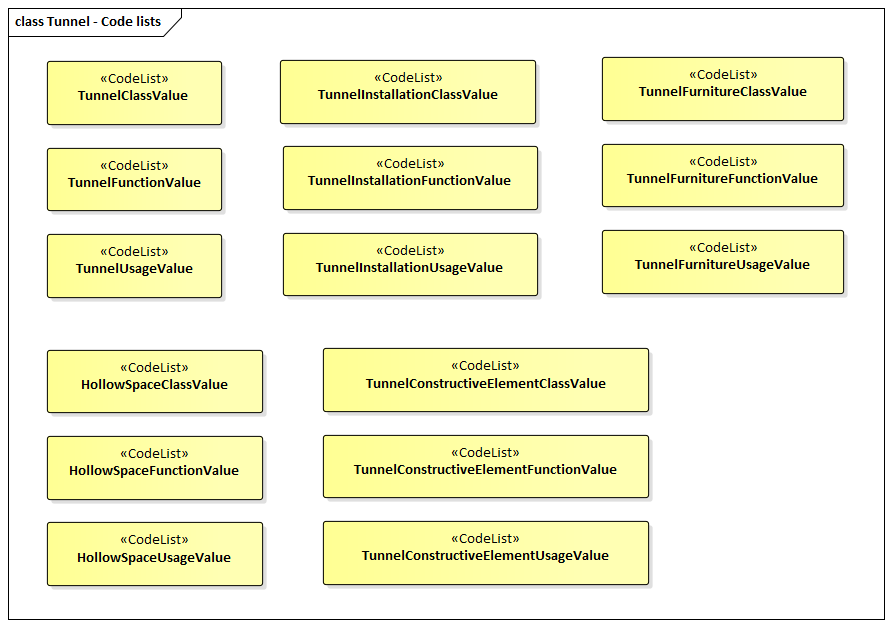 class Tunnel - Code lists
«CodeList»
TunnelClassValue
«CodeList»
TunnelInstallationClassValue
«CodeList»
TunnelFurnitureClassValue
«CodeList»
TunnelFunctionValue
«CodeList»
TunnelInstallationFunctionValue
«CodeList»
TunnelFurnitureFunctionValue
«CodeList»
TunnelUsageValue
«CodeList»
TunnelInstallationUsageValue
«CodeList»
TunnelFurnitureUsageValue
«CodeList»
HollowSpaceClassValue
«CodeList»
TunnelConstructiveElementClassValue
«CodeList»
HollowSpaceFunctionValue
«CodeList»
TunnelConstructiveElementFunctionValue
«CodeList»
HollowSpaceUsageValue
«CodeList»
TunnelConstructiveElementUsageValue